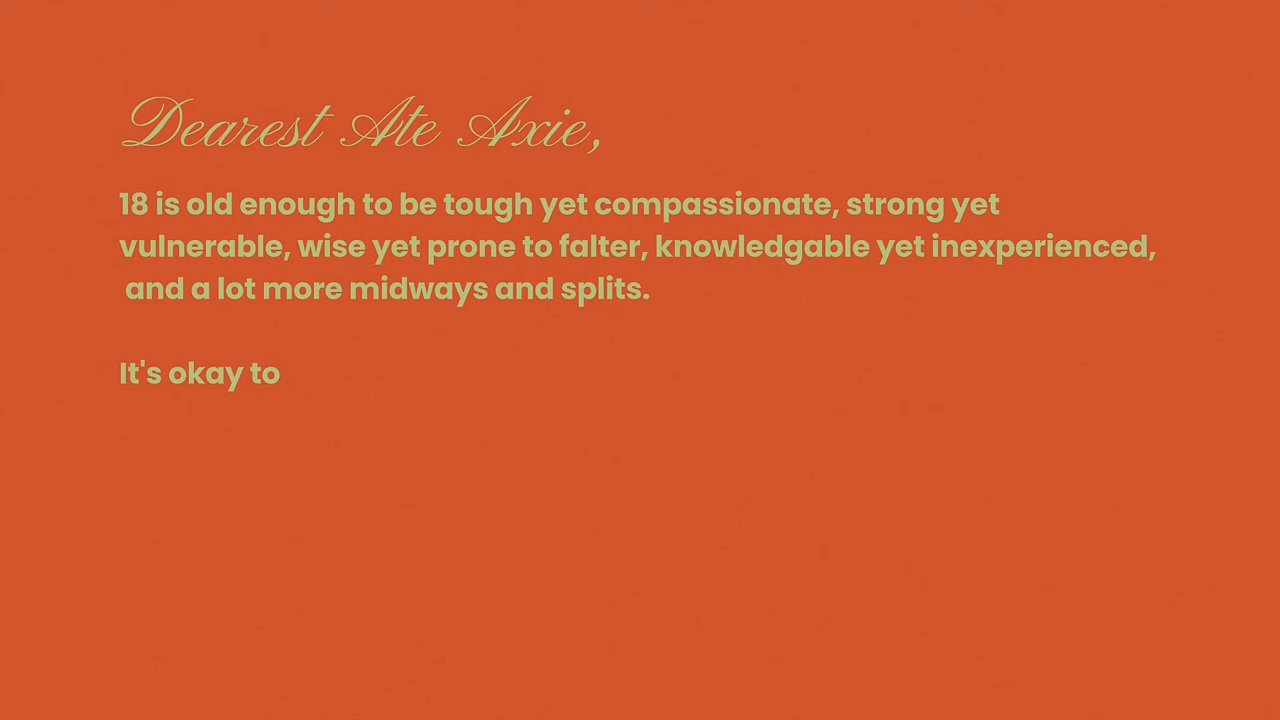 Dearest Ate Axie,
18 is old enough to be tough yet compassionate, strong yet
vulnerable, wise yet prone to falter, knowledgable yet inexperienced,
and a lot more midways and splits.
It's okay to